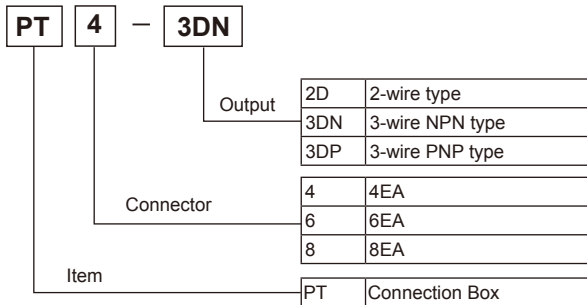 PT 4 – 3DN
Output
2D 2-wire type
3DN 3-wire NPN type
3DP 3-wire PNP type
Connector
4 4EA
6 6EA
8 8EA
Item
PT Connection Box